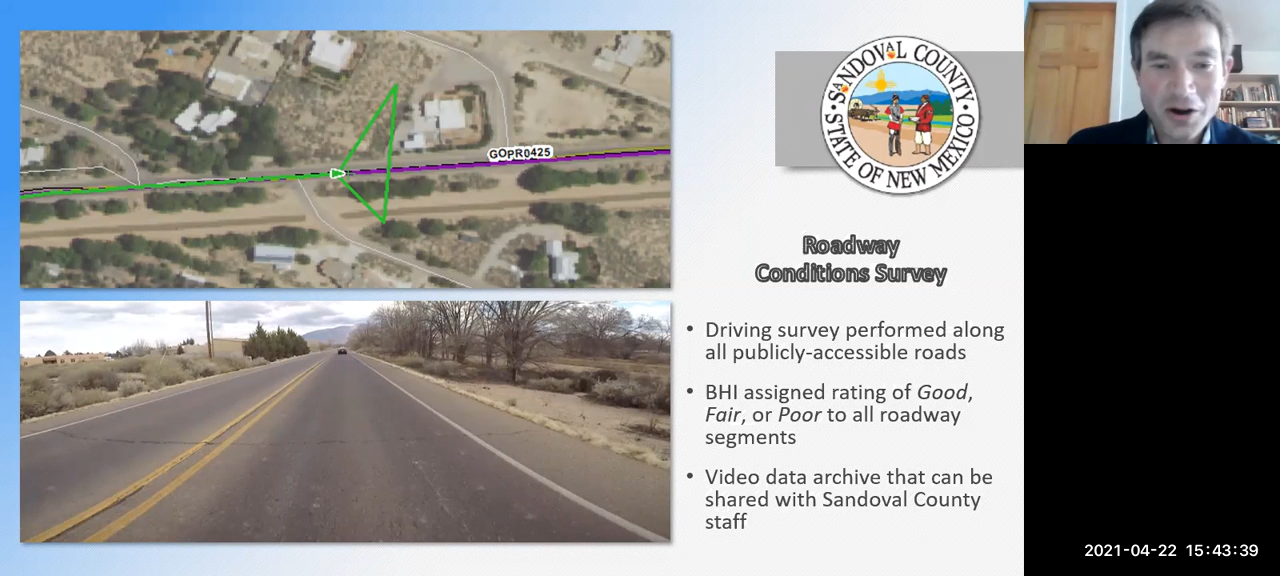 GOPR0425
SANDOVAL COUNTY
STATE OF NEW MEXICO
Roadway
Conditions Survey
• Driving survey performed along
all publicly-accessible roads
• BHI assigned rating of Good,
Fair, or Poor to all roadway
segments
• Video data archive that can be
shared with Sandoval County
staff
2021-04-22 15:43:39